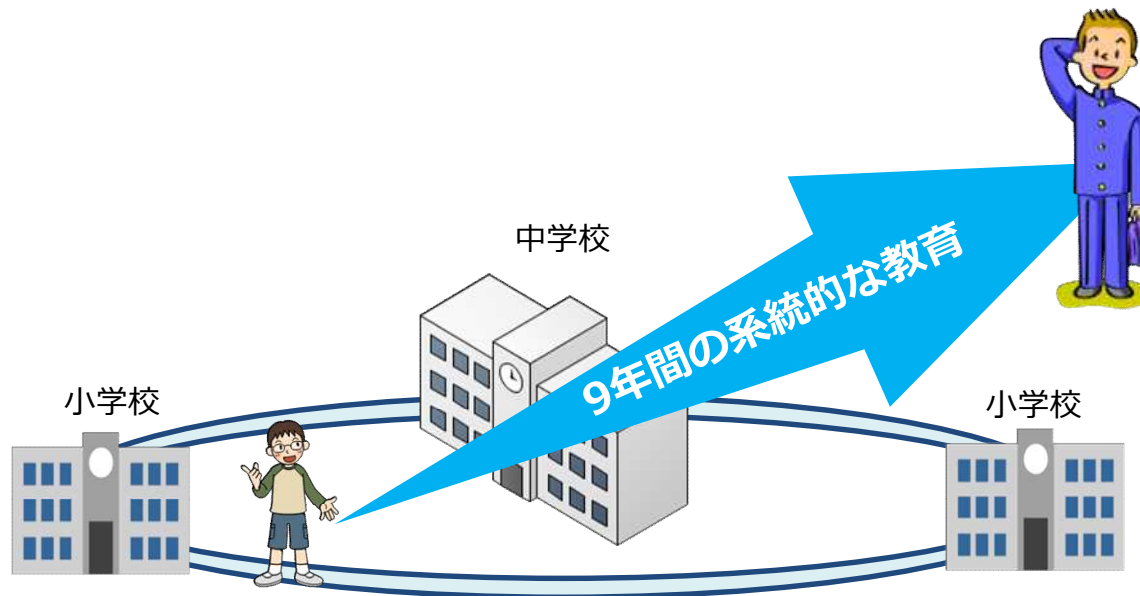 中学校
9年間の系統的な教育
小学校
小学校